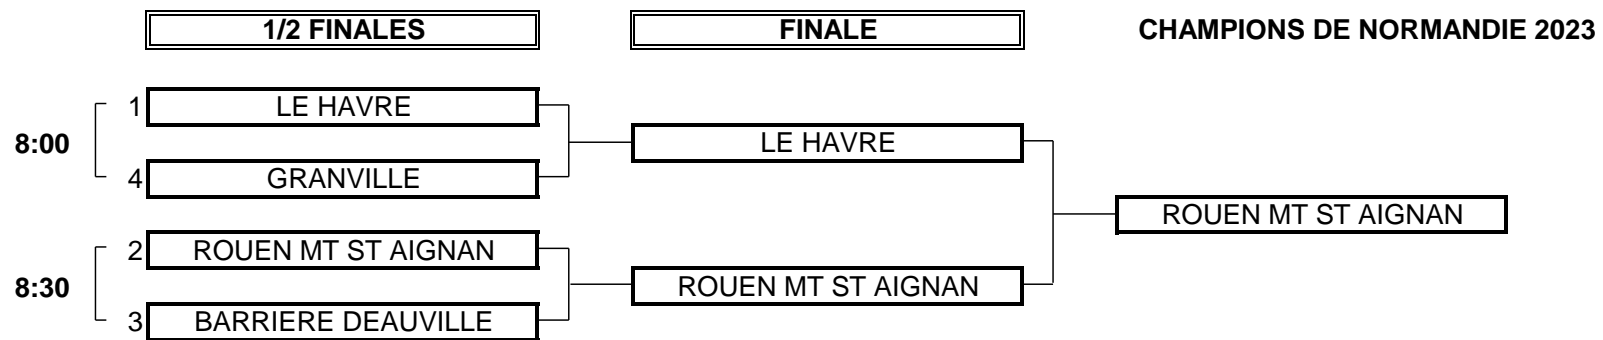 1/2 FINALES
FINALE
CHAMPIONS DE NORMANDIE 2023
1 LE HAVRE
8:00
LE HAVRE
4 GRANVILLE
ROUEN MT ST AIGNAN
2 ROUEN MT ST AIGNAN
8:30
ROUEN MT ST AIGNAN
3 BARRIERE DEAUVILLE